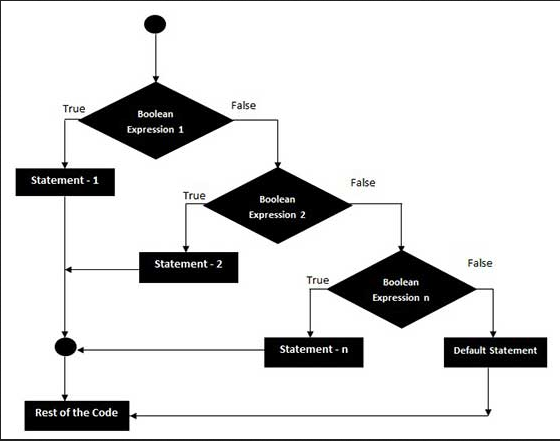 True
False
Boolean
Expression 1
Statement - 1
True
False
Boolean
Expression 2
Statement - 2
True
False
Boolean
Expression n
Statement - n
Default Statement
Rest of the Code